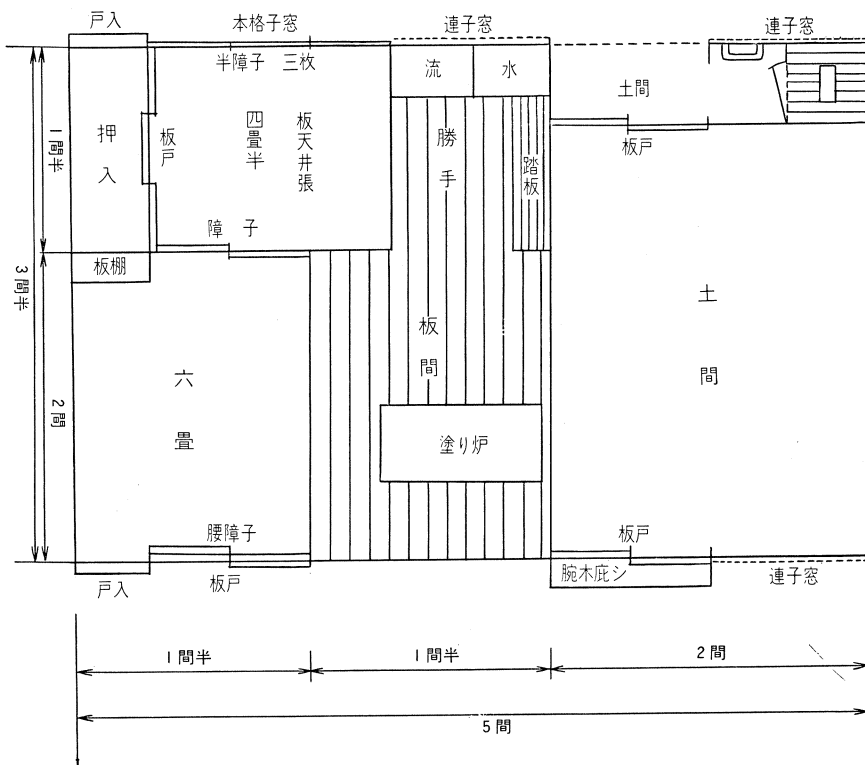 戸入
本格子窓
連子窓
連子窓
半障子 三枚
流
水
土間
押入
板戸
四畳半
板天井張
勝手
踏板
板戸
障子
1間半
板棚
3間半
2間
六畳
板間
土間
塗り炉
腰障子
板戸
戸入
板戸
腕木庇シ
連子窓
1間半
1間半
2間
5間